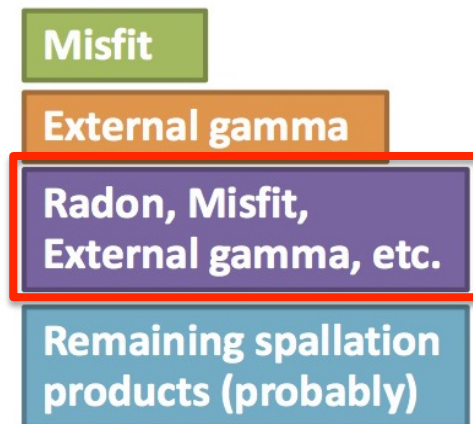 Misfit
External gamma
Radon, Misfit,
External gamma, etc.
Remaining spallation
products (probably)